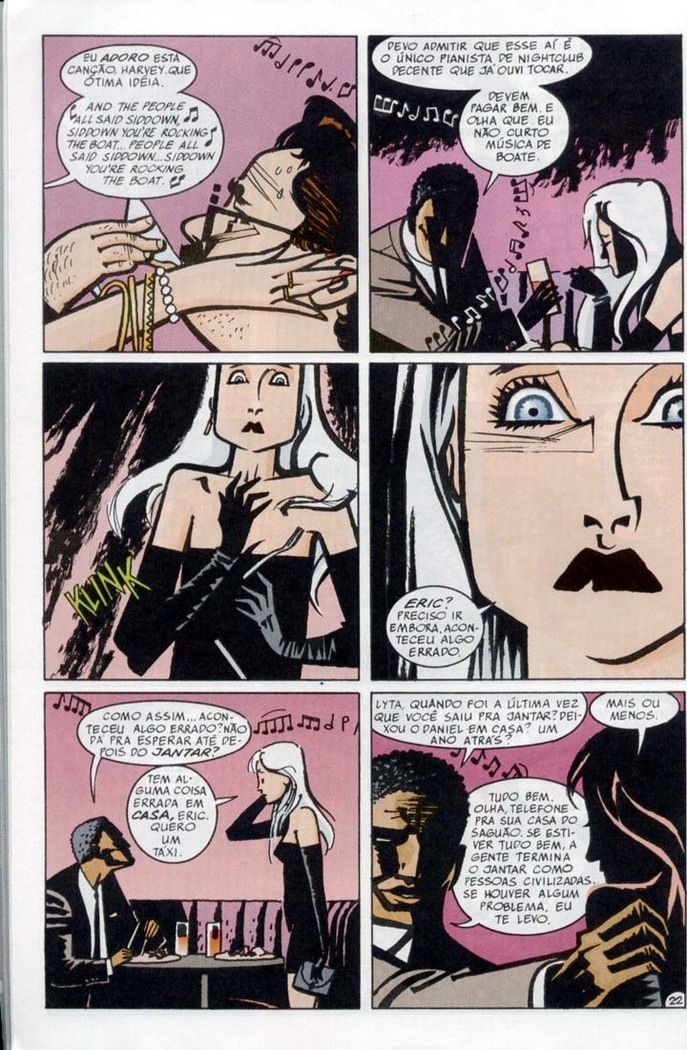 EU ADORO ESTA
CANÇÃO, HARVEY. QUE
ÓTIMA IDÉIA.
AND THE PEOPLE
ALL SAID SIDDOWN,
SIDDOWN YOU'RE ROCKING
THE BOAT... PEOPLE ALL
SAID SIDDOWN... SIDDOWN
YOU'RE ROCKING
THE BOAT.
DEVO ADMITIR QUE ESSE AÍ É
O ÚNICO PIANISTA DE NIGHTCLUB
DECENTE QUE JÁ OUVI TOCAR.
DEVEM
PAGAR BEM. E
OLHA QUE EU
NÃO CURTO
MÚSICA DE
BOATE.
KLINK
ERIC?
PRECISO IR
EMBORA. ACON-
TECEU ALGO
ERRADO.
COMO ASSIM... ACON-
TECEU ALGO ERRADO? NÃO
DÁ PRA ESPERAR ATÉ DE-
POIS DO JANTAR?
TEM AL-
GUMA COISA
ERRADA EM
CASA, ERIC.
QUERO
UM
TÁXI.
LYTA, QUANDO FOI A ÚLTIMA VEZ
QUE VOCÊ SAIU PRA JANTAR? DEI-
XOU O DANIEL EM CASA? UM
ANO ATRÁS?
MAIS OU
MENOS.
TUDO BEM.
OLHA, TELEFONE
PRA SUA CASA DO
SAGUÃO. SE ESTI-
VER TUDO BEM, A
GENTE TERMINA
O JANTAR COMO
PESSOAS CIVILIZADAS.
SE HOUVER ALGUM
PROBLEMA, EU
TE LEVO.
22